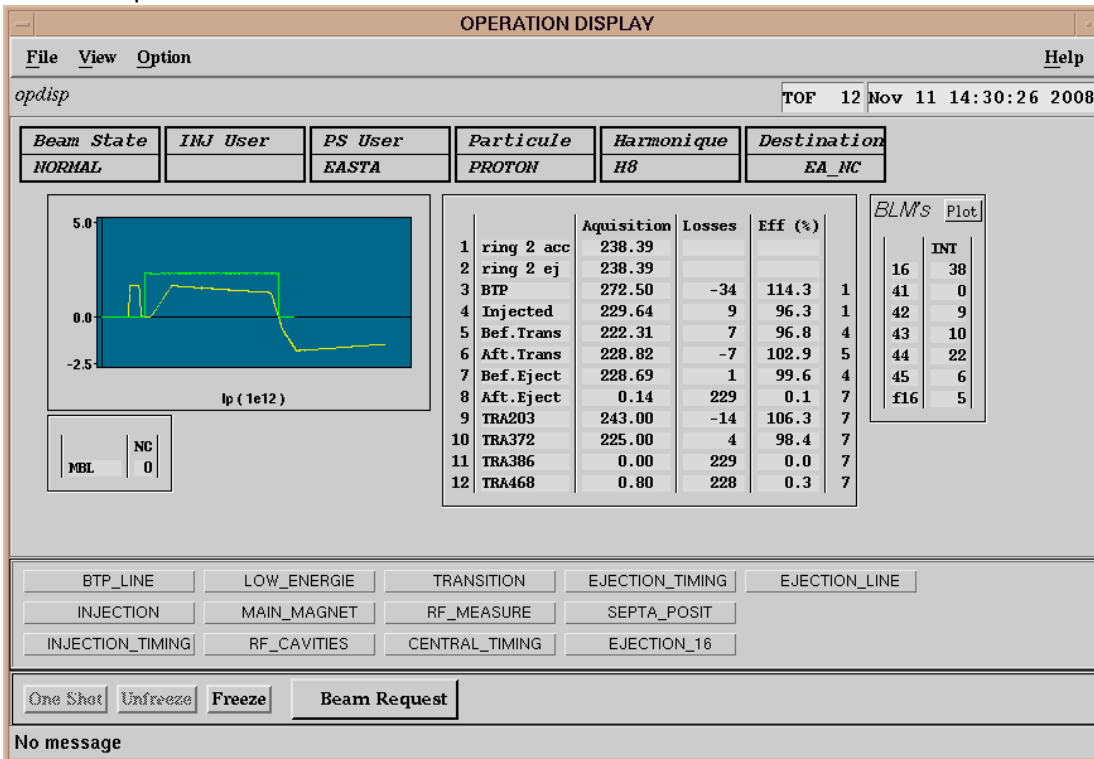 OPERATION DISPLAY
File View Option Help
opdisp TOF 12 Nov 11 14:30:26 2008
Beam State INJ User PS User Particule Harmonique Destination
NORMAL EASTA PROTON H8 EA_NC
5.0
0.0
-2.5
Ip ( 1e12 )
NC
MBL 0
Aquisition Losses Eff (%)
1 ring 2 acc 238.39
2 ring 2 ej 238.39
3 BTP 272.50 -34 114.3 1
4 Injected 229.64 9 96.3 1
5 Bef.Trans 222.31 7 96.8 4
6 Aft.Trans 228.82 -7 102.9 5
7 Bef.Eject 228.69 1 99.6 4
8 Aft.Eject 0.14 229 0.1 7
9 TRA203 243.00 -14 106.3 7
10 TRA372 225.00 4 98.4 7
11 TRA386 0.00 229 0.0 7
12 TRA468 0.80 228 0.3 7
BLM's Plot
INT
16 38
41 0
42 9
43 10
44 22
45 6
f16 5
BTP_LINE LOW_ENERGIE TRANSITION EJECTION_TIMING EJECTION_LINE
INJECTION MAIN_MAGNET RF_MEASURE SEPTA_POSIT
INJECTION_TIMING RF_CAVITIES CENTRAL_TIMING EJECTION_16
One Shot Unfreeze Freeze Beam Request
No message